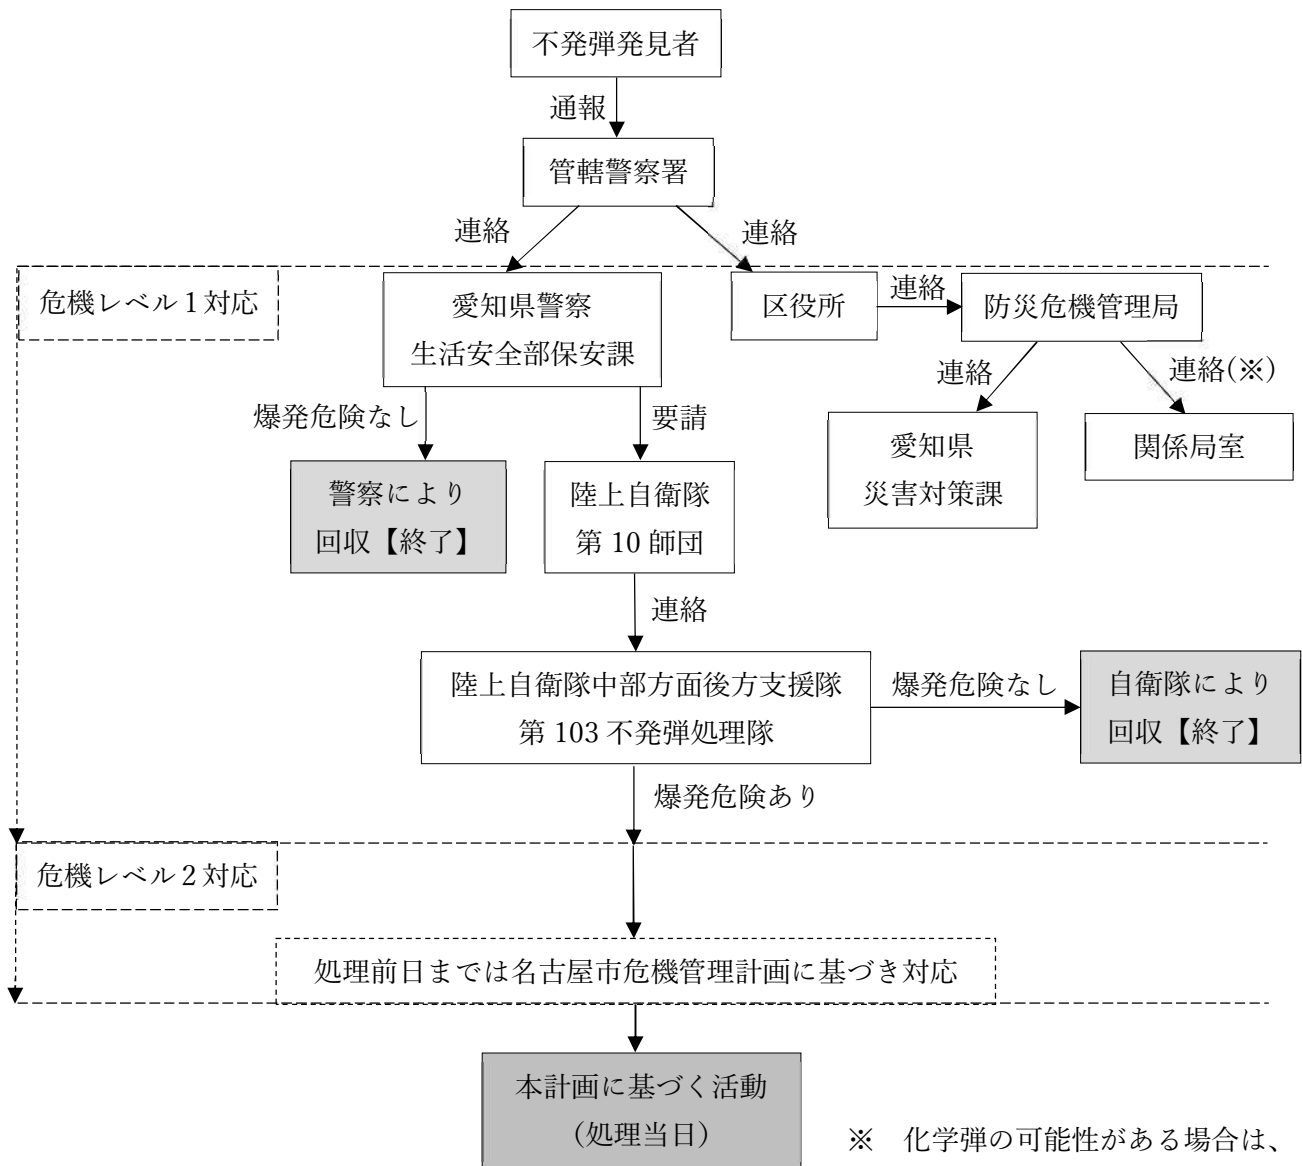 不発弾発見者
通報
管轄警察署
連絡
連絡
危機レベル1対応
愛知県警察
生活安全部保安課
区役所
連絡
防災危機管理局
連絡
連絡(※)
爆発危険なし
要請
愛知県
災害対策課
関係局室
警察により
回収【終了】
陸上自衛隊
第 10 師団
連絡
陸上自衛隊中部方面後方支援隊
第 103 不発弾処理隊
爆発危険なし
自衛隊により
回収【終了】
爆発危険あり
危機レベル2対応
処理前日までは名古屋市危機管理計画に基づき対応
本計画に基づく活動
(処理当日)
※ 化学弾の可能性がある場合は、